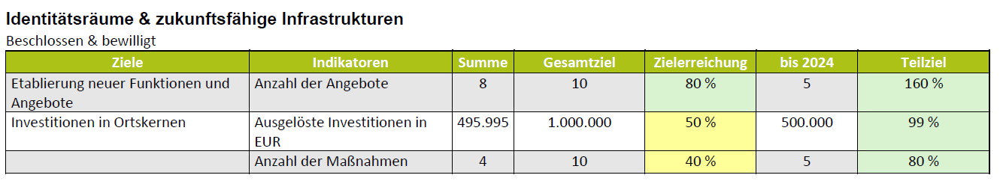 Identitätsräume & zukunftsfähige Infrastrukturen
Beschlossen & bewilligt
Ziele Indikatoren Summe Gesamtziel Zielerreichung bis 2024 Teilziel
Etablierung neuer Funktionen und Anzahl der Angebote 8 10 80 % 5 160 %
Angebote
Investitionen in Ortskernen Ausgelöste Investitionen in 495.995 1.000.000 50 % 500.000 99 %
EUR
Anzahl der Maßnahmen 4 10 40 % 5 80 %